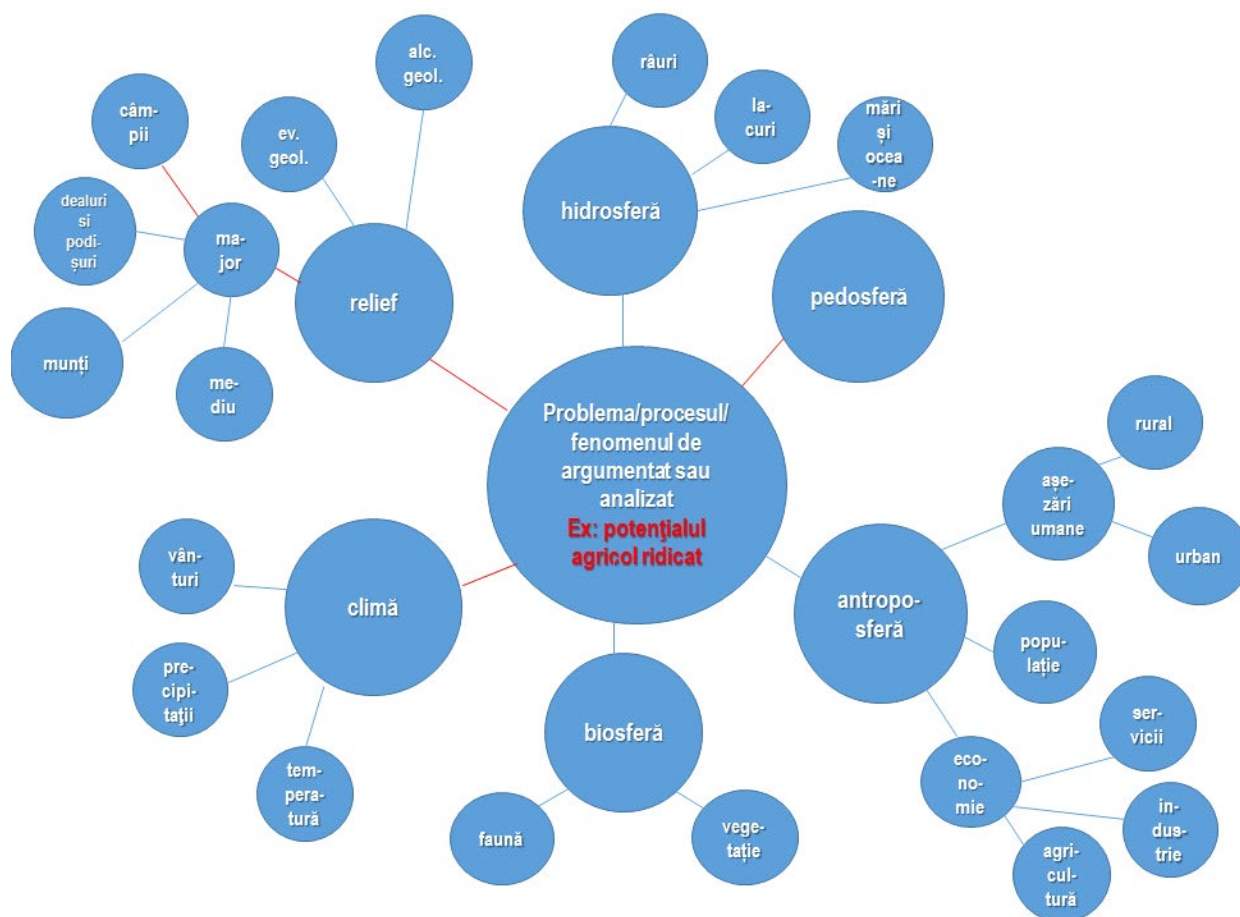 alc.
geol.
râuri
câm-
pii
la-
curi
mări
și
ocea
-ne
ev.
geol.
dealuri
si
podi-
șuri
ma-
jor
hidrosferă
relief
pedosferă
munți
me-
diu
Problema/procesul/
fenomenul de
argumentat sau
analizat
Ex: potenţialul
agricol ridicat
rural
așe-
zări
umane
urban
vân-
turi
climă
antropo-
sferă
popu-
lație
pre-
cipi-
taţii
biosferă
ser-
vicii
tem-
pera-
tură
eco-
no-
mie
faună
vege-
tație
in-
dus-
trie
agri-
cul-
tură